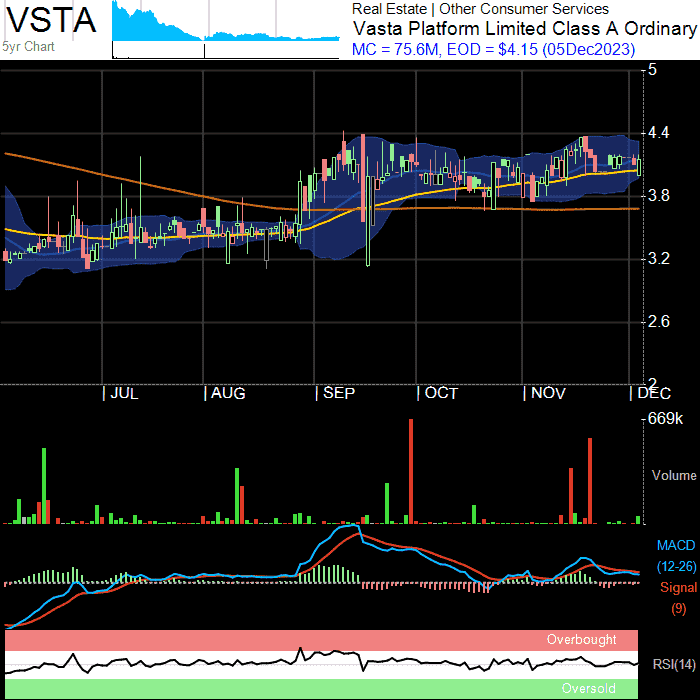 VSTA
5yr Chart
Real Estate | Other Consumer Services
Vasta Platform Limited Class A Ordinary
MC = 75.6M, EOD = $4.15 (05Dec2023)
5
4.4
3.8
3.2
2.6
2
JUL AUG SEP OCT NOV DEC
669k
Volume
MACD
(12-26)
Signal
(9)
Overbought
RSI(14)
Oversold